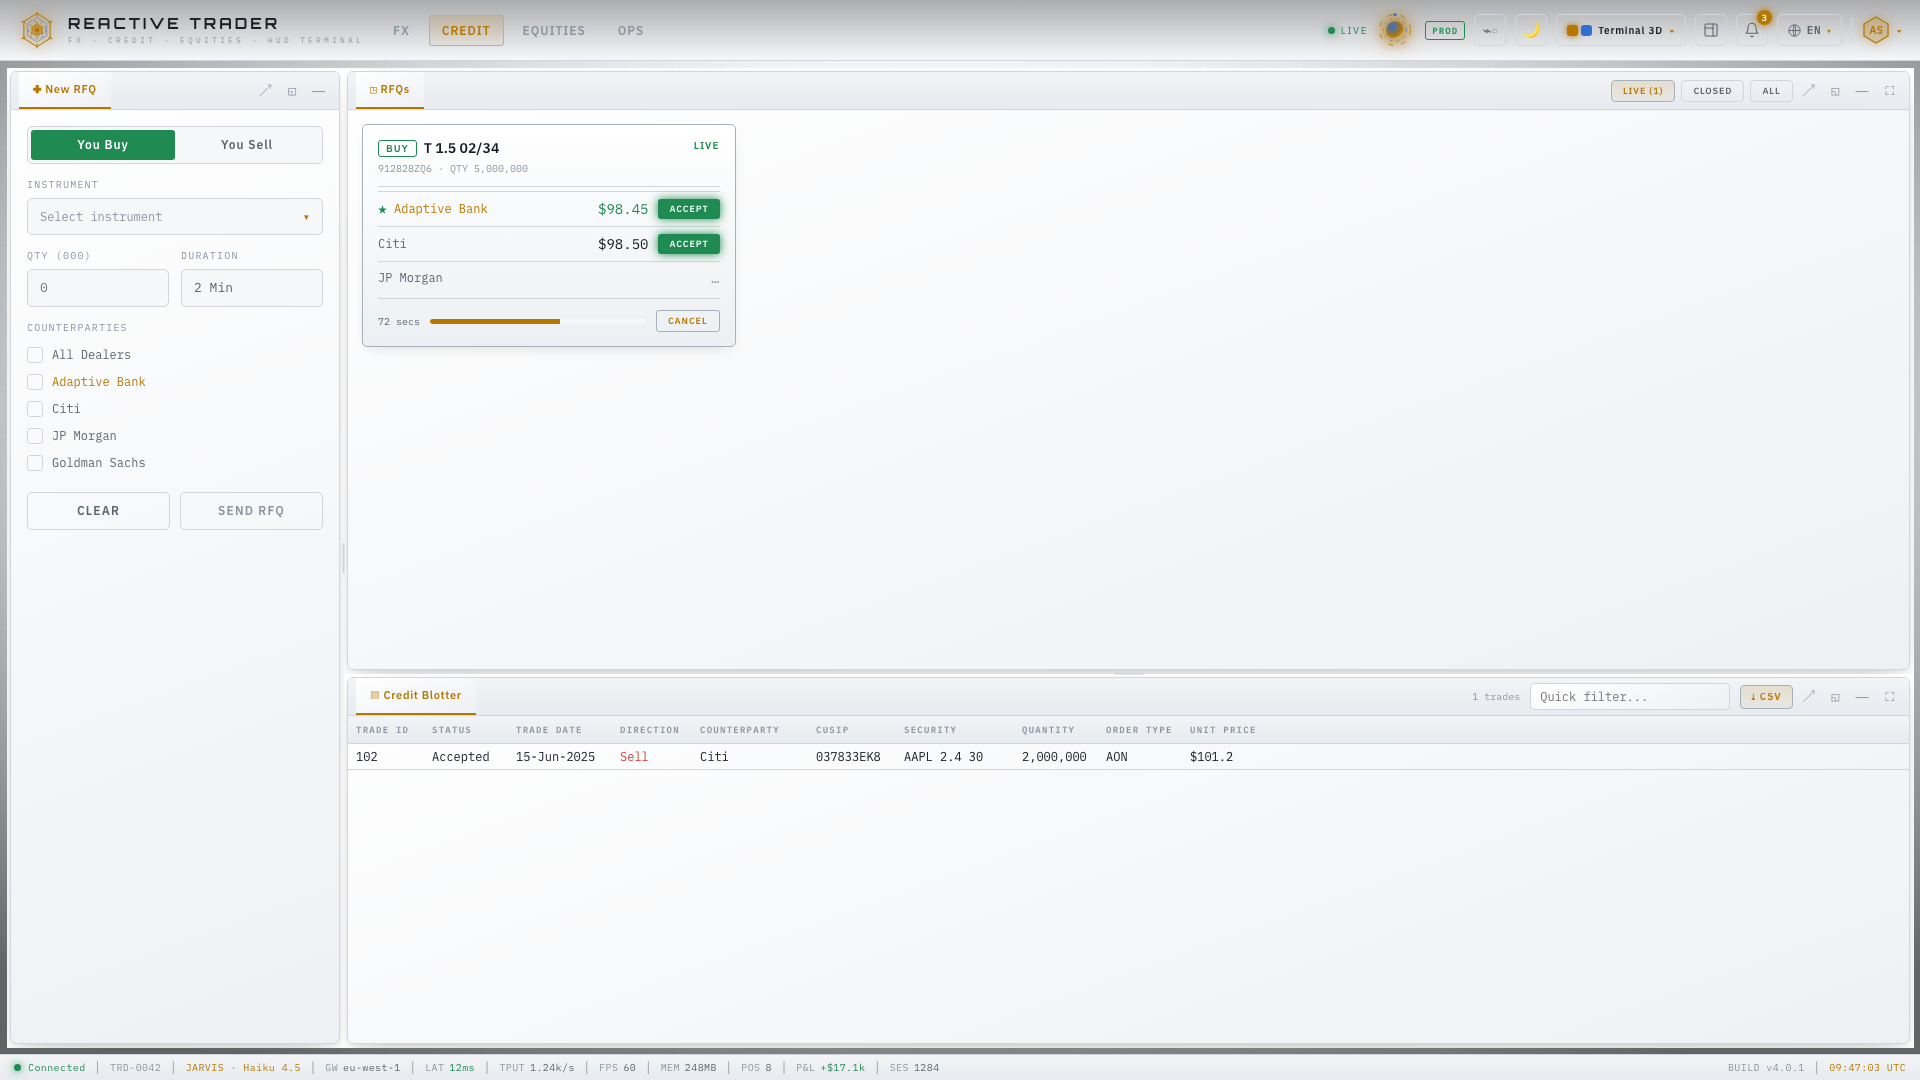 REACTIVE TRADER
FX · CREDIT · EQUITIES · HUD TERMINAL
FX
CREDIT
EQUITIES
OPS
LIVE
PROD
Terminal 3D
3
EN
AS
New RFQ
You Buy
You Sell
INSTRUMENT
Select instrument
QTY (000)
DURATION
0
2 Min
COUNTERPARTIES
All Dealers
Adaptive Bank
Citi
JP Morgan
Goldman Sachs
CLEAR
SEND RFQ
RFQs
LIVE (1)
CLOSED
ALL
BUY T 1.5 02/34
LIVE
912828ZQ6 · QTY 5,000,000
★ Adaptive Bank $98.45 ACCEPT
Citi $98.50 ACCEPT
JP Morgan …
72 secs
CANCEL
Credit Blotter
1 trades
Quick filter...
↓ CSV
TRADE ID STATUS TRADE DATE DIRECTION COUNTERPARTY CUSIP SECURITY QUANTITY ORDER TYPE UNIT PRICE
102 Accepted 15-Jun-2025 Sell Citi 037833EK8 AAPL 2.4 30 2,000,000 AON $101.2
Connected
TRD-0042
JARVIS · Haiku 4.5
GW eu-west-1
LAT 12ms
TPUT 1.24k/s
FPS 60
MEM 248MB
POS 8
P&L +$17.1k
SES 1284
BUILD v4.0.1
09:47:03 UTC